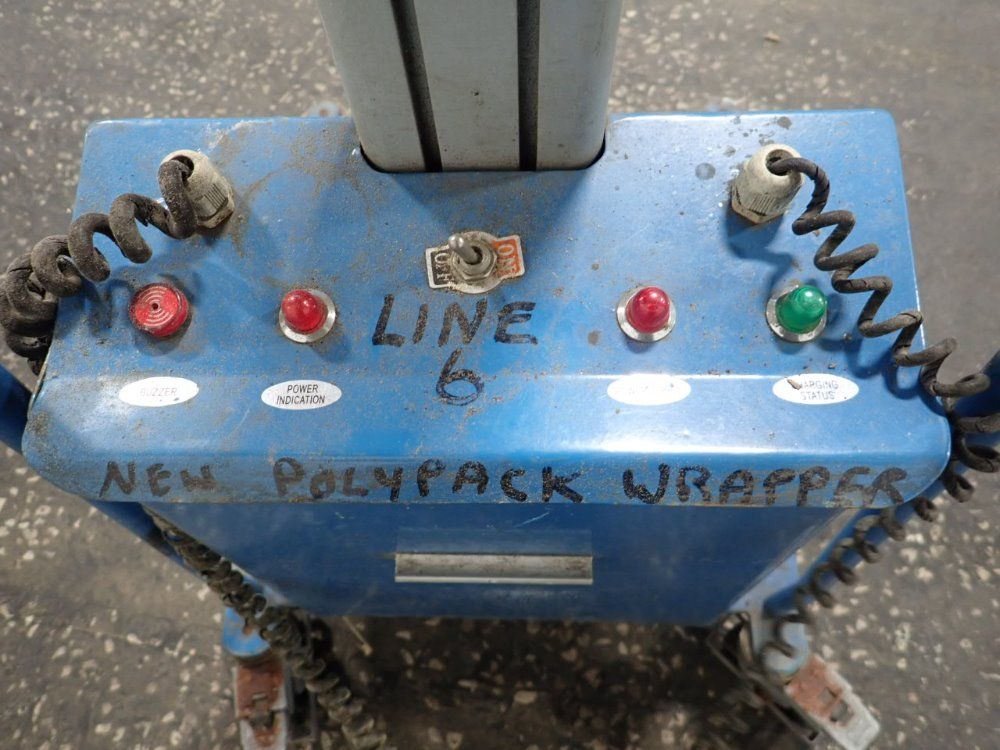 OFF
ON
LINE
6
BUZZER
POWER
INDICATION
STATUS
NEW POLYPACK WRAPPER